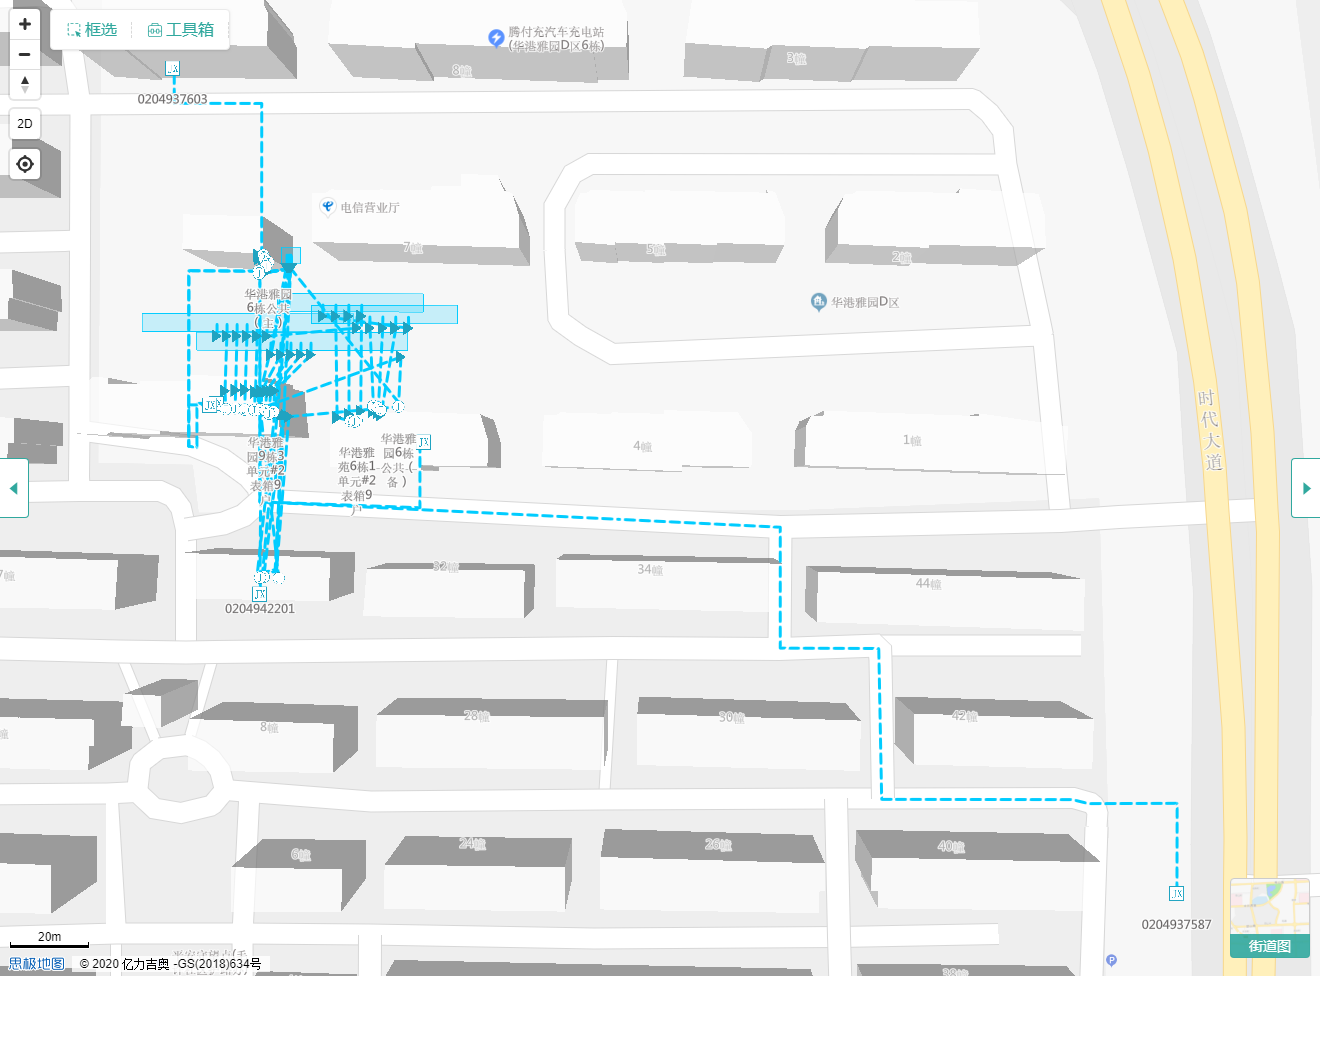 框选
工具箱
2D
腾付充汽车充电站
(华港雅园D区6栋)
8幢
3幢
0204937603
电信营业厅
7幢
5幢
2幢
华港雅园D区
华港雅园
6栋公共
(主)
时代大道
华港雅
园9栋3
单元#2
表箱9
华港雅
苑6栋1-
单元#2
表箱9
华港雅
园6栋
公共(
备)
4幢
1幢
7幢
32幢
34幢
44幢
0204942201
8幢
28幢
30幢
42幢
幢
6幢
24幢
26幢
40幢
0204937587
38幢
20m
思极地图
© 2020 亿力吉奥 -GS(2018)634号
街道图
JX
JX
JX
JX
JX
P